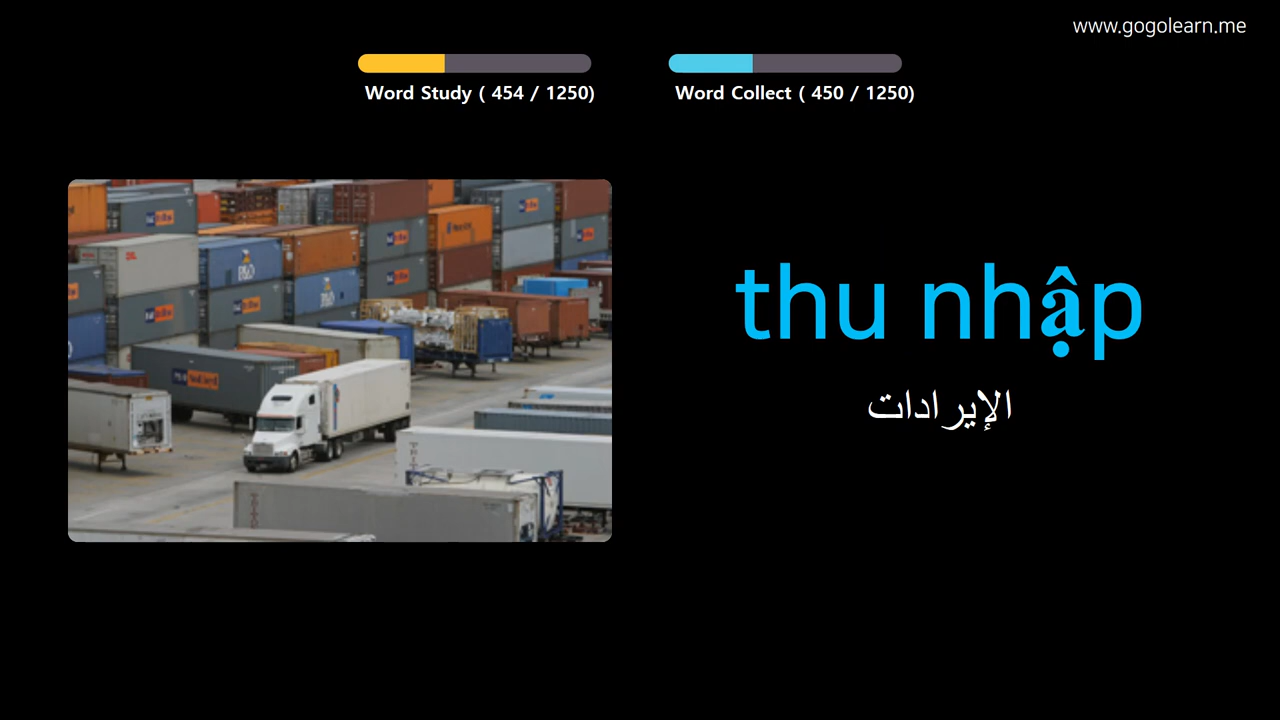 www.gogolearn.me
Word Study ( 454 / 1250)
Word Collect ( 450 / 1250)
thu nhập
الإيرادات
P&O
P&O